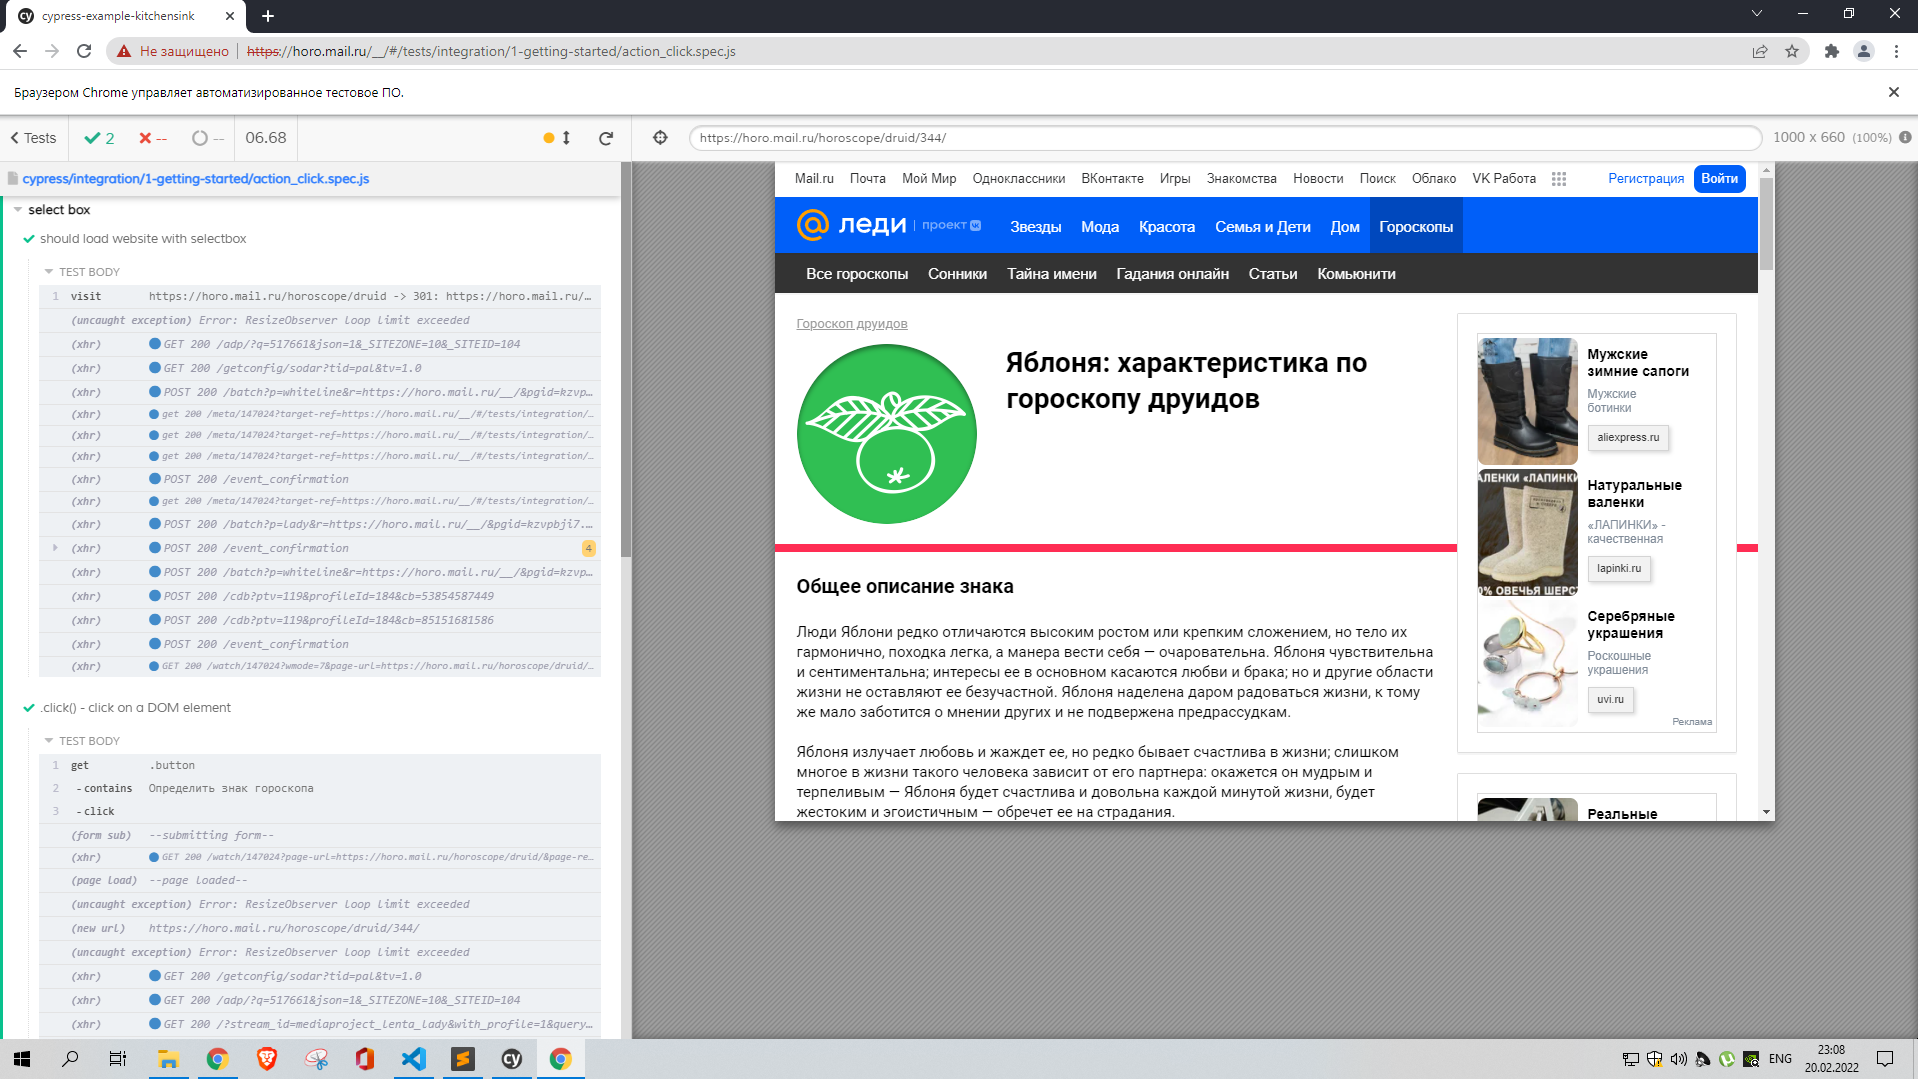 cypress-example-kitchensink
Не защищено https://horo.mail.ru/__/#/tests/integration/1-getting-started/action_click.spec.js
Браузером Chrome управляет автоматизированное тестовое ПО.
Tests 2 -- -- 06.68
https://horo.mail.ru/horoscope/druid/344/ 1000 x 660 (100%)
cypress/integration/1-getting-started/action_click.spec.js
select box
should load website with selectbox
TEST BODY
1 visit https://horo.mail.ru/horoscope/druid -> 301: https://horo.mail.ru/…
(uncaught exception) Error: ResizeObserver loop limit exceeded
(xhr) GET 200 /adp/?q=517661&json=1&_SITEZONE=10&_SITEID=104
(xhr) GET 200 /getconfig/sodar?tid=pal&tv=1.0
(xhr) POST 200 /batch?p=whiteline&r=https://horo.mail.ru/__/&pgid=kzvp…
(xhr) get 200 /meta/147024?target-ref=https://horo.mail.ru/__/#/tests/integration/…
(xhr) get 200 /meta/147024?target-ref=https://horo.mail.ru/__/#/tests/integration/…
(xhr) get 200 /meta/147024?target-ref=https://horo.mail.ru/__/#/tests/integration/…
(xhr) POST 200 /event_confirmation
(xhr) get 200 /meta/147024?target-ref=https://horo.mail.ru/__/#/tests/integration/…
(xhr) POST 200 /batch?p=lady&r=https://horo.mail.ru/__/&pgid=kzvpbji7.…
(xhr) POST 200 /event_confirmation 4
(xhr) POST 200 /batch?p=whiteline&r=https://horo.mail.ru/__/&pgid=kzvp…
(xhr) POST 200 /cdb?ptv=119&profileId=184&cb=53854587449
(xhr) POST 200 /cdb?ptv=119&profileId=184&cb=85151681586
(xhr) POST 200 /event_confirmation
(xhr) GET 200 /watch/147024?wmode=7&page-url=https://horo.mail.ru/horoscope/druid/…
.click() - click on a DOM element
TEST BODY
1 get .button
2 - contains Определить знак гороскопа
3 - click
(form sub) --submitting form--
(xhr) GET 200 /watch/147024?page-url=https://horo.mail.ru/horoscope/druid/&page-re…
(page load) --page loaded--
(uncaught exception) Error: ResizeObserver loop limit exceeded
(new url) https://horo.mail.ru/horoscope/druid/344/
(uncaught exception) Error: ResizeObserver loop limit exceeded
(xhr) GET 200 /getconfig/sodar?tid=pal&tv=1.0
(xhr) GET 200 /adp/?q=517661&json=1&_SITEZONE=10&_SITEID=104
(xhr) GET 200 /?stream_id=mediaproject_lenta_lady&with_profile=1&query…
Mail.ru Почта Мой Мир Одноклассники ВКонтакте Игры Знакомства Новости Поиск Облако VK Работа Регистрация Войти
леди проект Звезды Мода Красота Семья и Дети Дом Гороскопы
Все гороскопы Сонники Тайна имени Гадания онлайн Статьи Комьюнити
Гороскоп друидов
Яблоня: характеристика по
гороскопу друидов
Общее описание знака
Люди Яблони редко отличаются высоким ростом или крепким сложением, но тело их
гармонично, походка легка, а манера вести себя — очаровательна. Яблоня чувствительна
и сентиментальна; интересы ее в основном касаются любви и брака; но и другие области
жизни не оставляют ее безучастной. Яблоня наделена даром радоваться жизни, к тому
же мало заботится о мнении других и не подвержена предрассудкам.
Яблоня излучает любовь и жаждет ее, но редко бывает счастлива в жизни; слишком
многое в жизни такого человека зависит от его партнера: окажется он мудрым и
терпеливым — Яблоня будет счастлива и довольна каждой минутой жизни, будет
жестоким и эгоистичным — обречет ее на страдания.
Мужские
зимние сапоги
Мужские
ботинки
aliexpress.ru
АЛЕНКИ «ЛАПИНКИ
0% ОВЕЧЬЯ ШЕРС
Натуральные
валенки
«ЛАПИНКИ» -
качественная
lapinki.ru
Серебряные
украшения
Роскошные
украшения
uvi.ru
Реклама
Реальные
ENG 23:08
20.02.2022